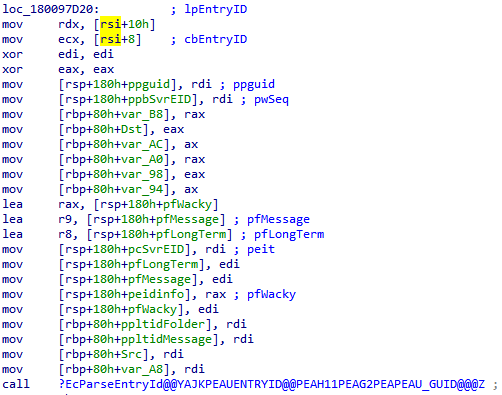 loc_180097D20: ; lpEntryID
mov rdx, [rsi+10h]
mov ecx, [rsi+8] ; cbEntryID
xor edi, edi
xor eax, eax
mov [rsp+180h+ppguid], rdi ; ppguid
mov [rsp+180h+ppbSvrEID], rdi ; pwSeq
mov [rbp+80h+var_B8], rax
mov [rbp+80h+Dst], eax
mov [rbp+80h+var_AC], ax
mov [rbp+80h+var_A0], rax
mov [rbp+80h+var_98], eax
mov [rbp+80h+var_94], ax
lea rax, [rsp+180h+pfWacky]
lea r9, [rsp+180h+pfMessage] ; pfMessage
lea r8, [rsp+180h+pfLongTerm] ; pfLongTerm
mov [rsp+180h+pcSvrEID], rdi ; peit
mov [rsp+180h+pfLongTerm], edi
mov [rsp+180h+pfMessage], edi
mov [rsp+180h+peidinfo], rax ; pfWacky
mov [rsp+180h+pfWacky], edi
mov [rbp+80h+ppltidFolder], rdi
mov [rbp+80h+ppltidMessage], rdi
mov [rbp+80h+Src], rdi
mov [rbp+80h+var_A8], rdi
call ?EcParseEntryId@@YAJKPEAUENTRYID@@PEAH11PEAG2PEAPEAU_GUID@@@Z ;